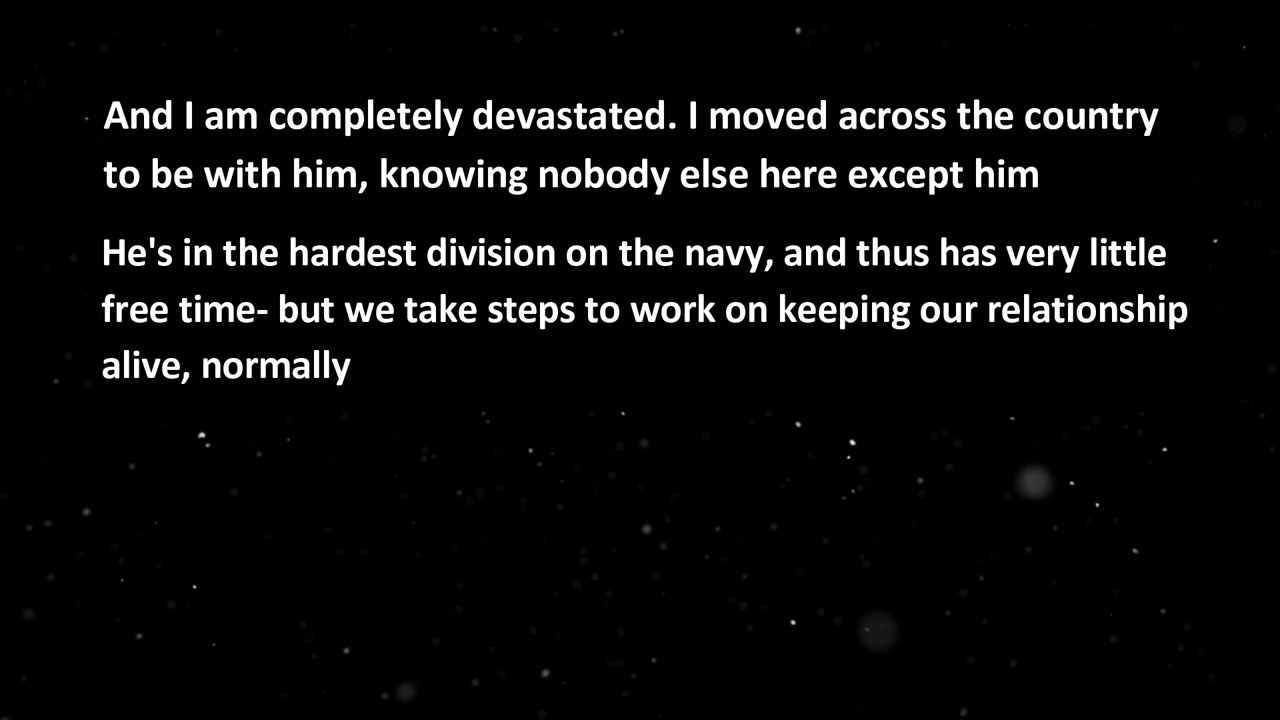 And I am completely devastated. I moved across the country
to be with him, knowing nobody else here except him
He's in the hardest division on the navy, and thus has very little
free time- but we take steps to work on keeping our relationship
alive, normally